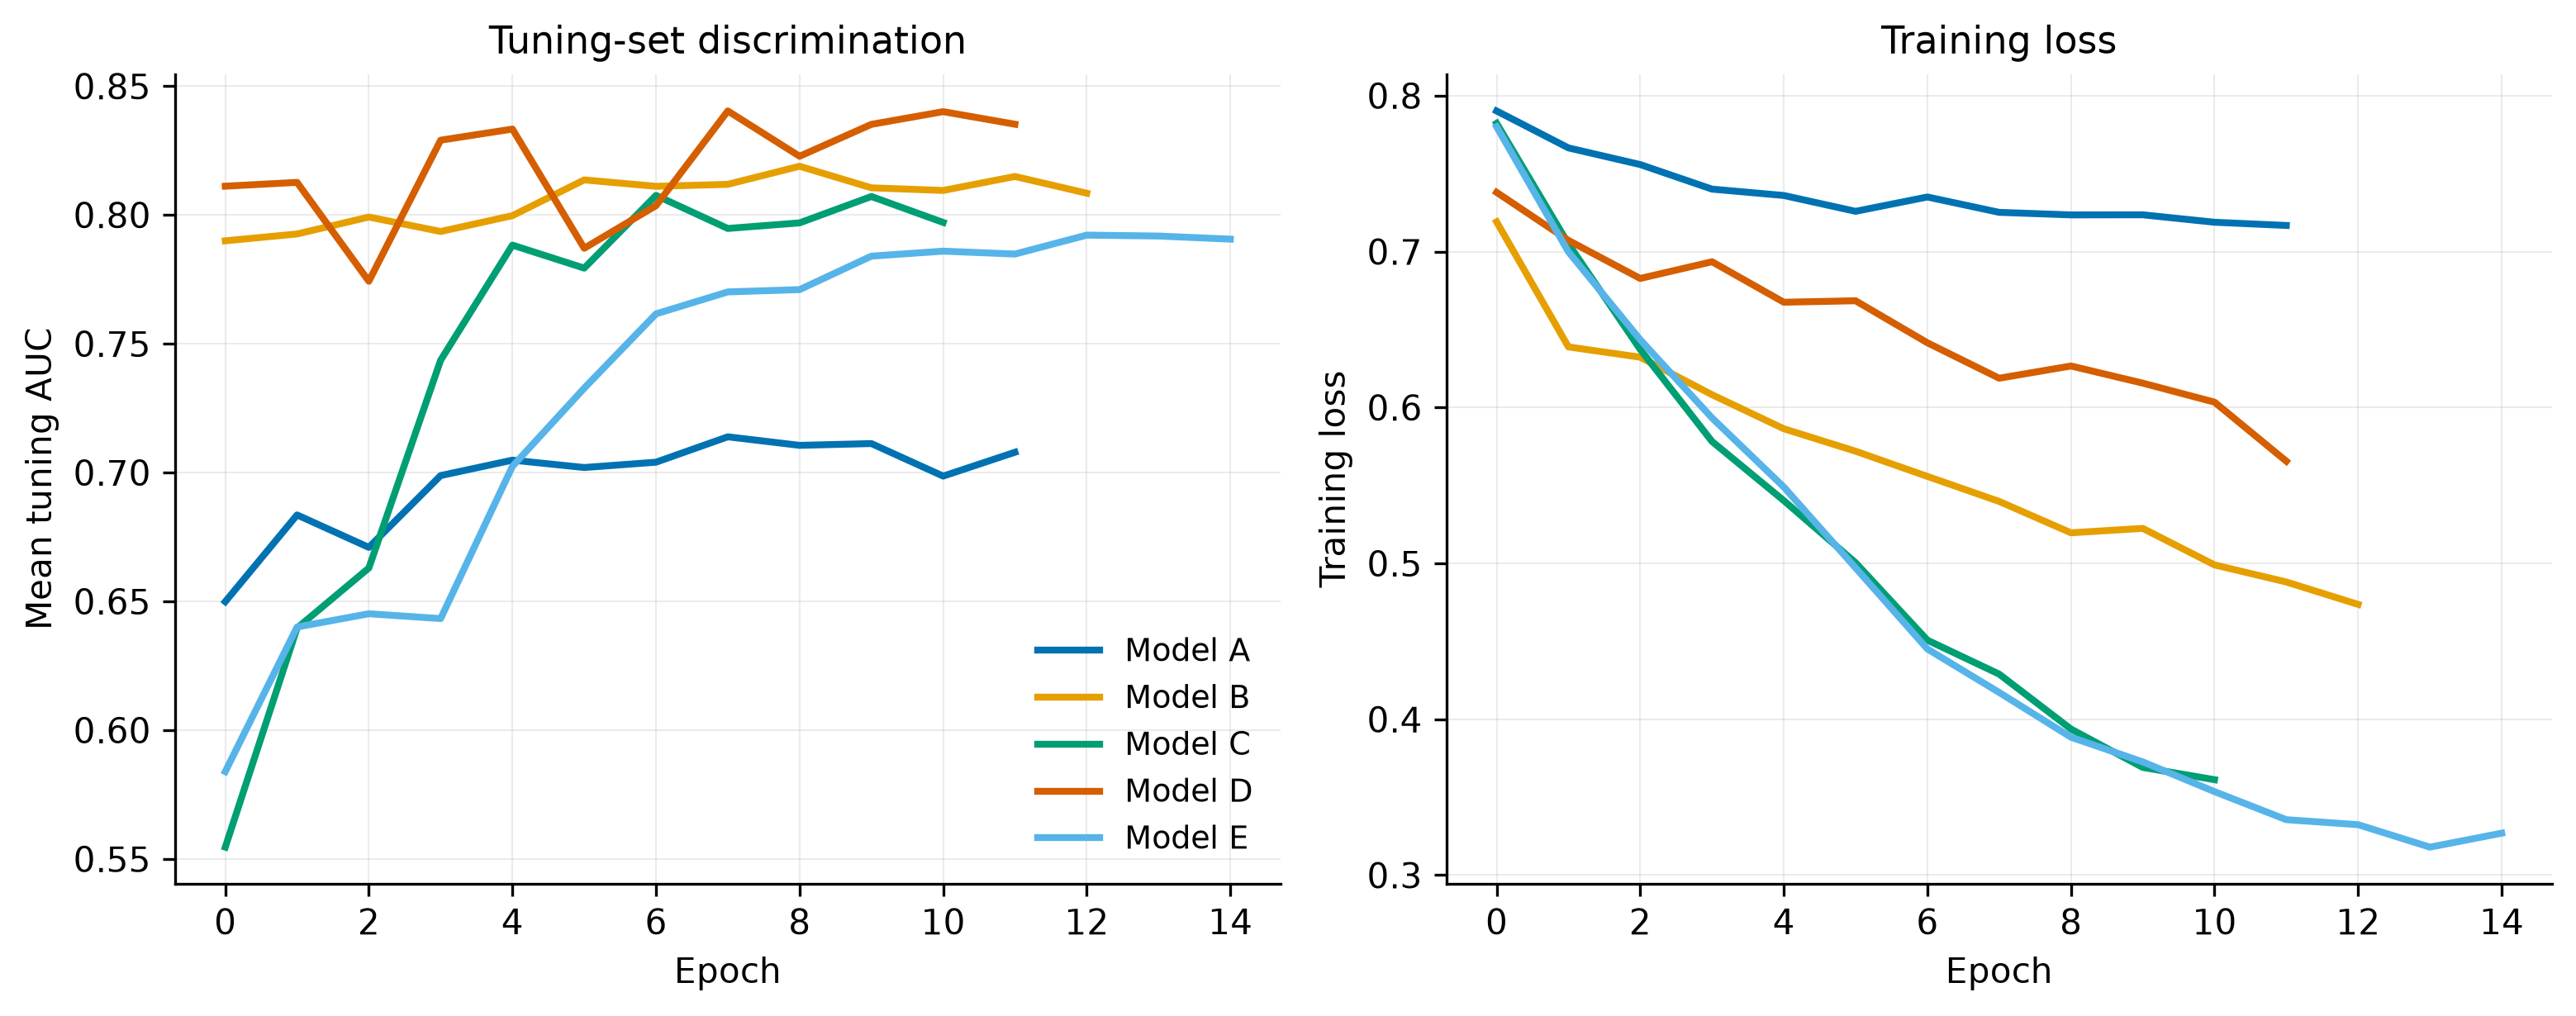 Tuning-set discrimination
Mean tuning AUC
0.85
0.80
0.75
0.70
0.65
0.60
0.55
0 2 4 6 8 10 12 14
Epoch
Model A
Model B
Model C
Model D
Model E
Training loss
Training loss
0.8
0.7
0.6
0.5
0.4
0.3
0 2 4 6 8 10 12 14
Epoch